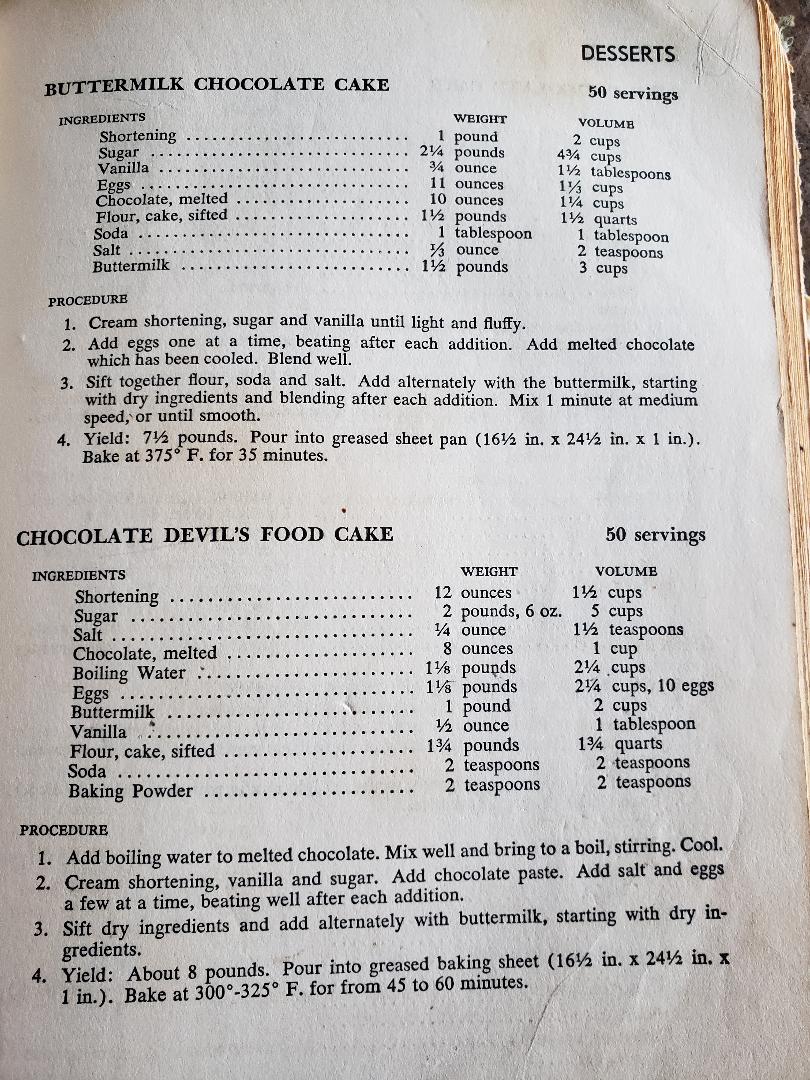 DESSERTS
BUTTERMILK CHOCOLATE CAKE 50 servings
INGREDIENTS WEIGHT VOLUME
Shortening .......................... 1 pound 2 cups
Sugar .............................. 2¼ pounds 4¾ cups
Vanilla ............................. ¾ ounce 1½ tablespoons
Eggs ............................... 11 ounces 1⅓ cups
Chocolate, melted .................... 10 ounces 1¼ cups
Flour, cake, sifted .................... 1½ pounds 1½ quarts
Soda ............................... 1 tablespoon 1 tablespoon
Salt ................................ ⅓ ounce 2 teaspoons
Buttermilk .......................... 1½ pounds 3 cups
PROCEDURE
1. Cream shortening, sugar and vanilla until light and fluffy.
2. Add eggs one at a time, beating after each addition. Add melted chocolate
which has been cooled. Blend well.
3. Sift together flour, soda and salt. Add alternately with the buttermilk, starting
with dry ingredients and blending after each addition. Mix 1 minute at medium
speed, or until smooth.
4. Yield: 7½ pounds. Pour into greased sheet pan (16½ in. x 24½ in. x 1 in.).
Bake at 375° F. for 35 minutes.
CHOCOLATE DEVIL'S FOOD CAKE 50 servings
INGREDIENTS WEIGHT VOLUME
Shortening ............................ 12 ounces 1½ cups
Sugar ................................ 2 pounds, 6 oz. 5 cups
Salt .................................. ¼ ounce 1½ teaspoons
Chocolate, melted ...................... 8 ounces 1 cup
Boiling Water ......................... 1⅛ pounds 2¼ cups
Eggs ................................. 1⅛ pounds 2¼ cups, 10 eggs
Buttermilk ............................ 1 pound 2 cups
Vanilla ............................... ½ ounce 1 tablespoon
Flour, cake, sifted ...................... 1¾ pounds 1¾ quarts
Soda ................................. 2 teaspoons 2 teaspoons
Baking Powder ........................ 2 teaspoons 2 teaspoons
PROCEDURE
1. Add boiling water to melted chocolate. Mix well and bring to a boil, stirring. Cool.
2. Cream shortening, vanilla and sugar. Add chocolate paste. Add salt and eggs
a few at a time, beating well after each addition.
3. Sift dry ingredients and add alternately with buttermilk, starting with dry in-
gredients.
4. Yield: About 8 pounds. Pour into greased baking sheet (16½ in. x 24½ in. x
1 in.). Bake at 300°-325° F. for from 45 to 60 minutes.